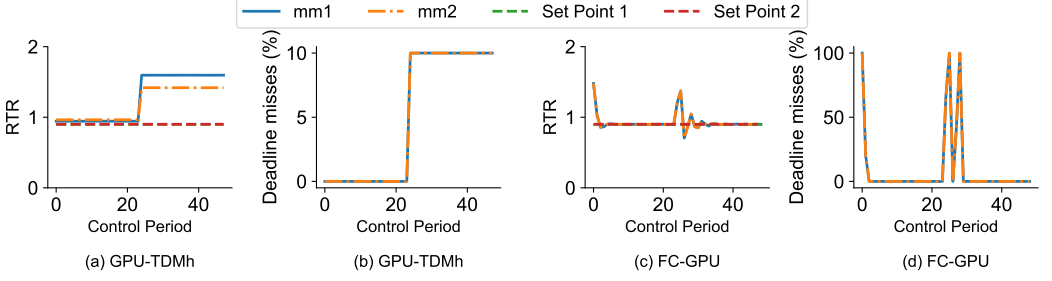 mm1 mm2 Set Point 1 Set Point 2
RTR
2
1
0
0 20 40
Control Period
(a) GPU-TDMh
Deadline misses (%)
10
5
0
0 20 40
Control Period
(b) GPU-TDMh
RTR
2
1
0
0 20 40
Control Period
(c) FC-GPU
Deadline misses (%)
100
50
0
0 20 40
Control Period
(d) FC-GPU